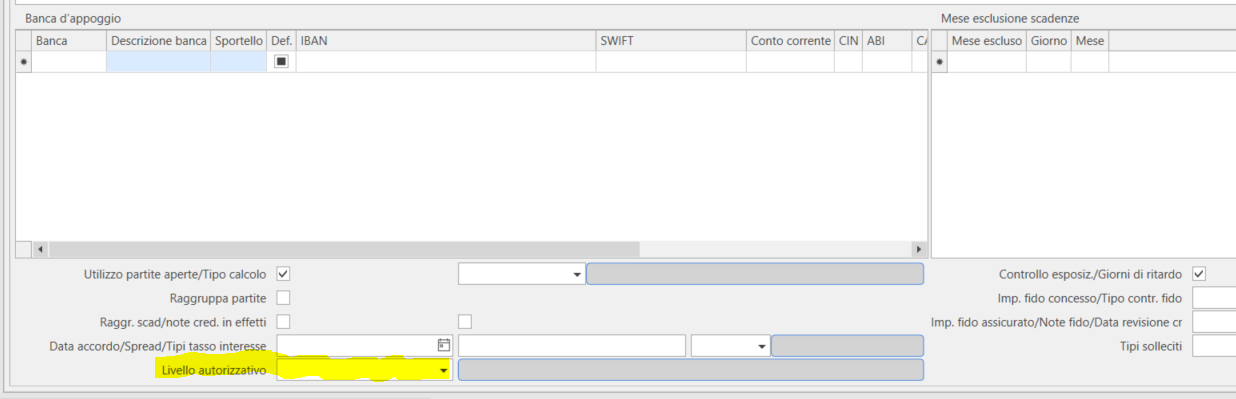 Banca d'appoggio
Mese esclusione scadenze
Banca Descrizione banca Sportello Def. IBAN SWIFT Conto corrente CIN ABI
Mese escluso Giorno Mese
Utilizzo partite aperte/Tipo calcolo
Controllo esposiz./Giorni di ritardo
Raggruppa partite
Imp. fido concesso/Tipo contr. fido
Raggr. scad/note cred. in effetti
Imp. fido assicurato/Note fido/Data revisione cr
Data accordo/Spread/Tipi tasso interesse
Tipi solleciti
Livello autorizzativo